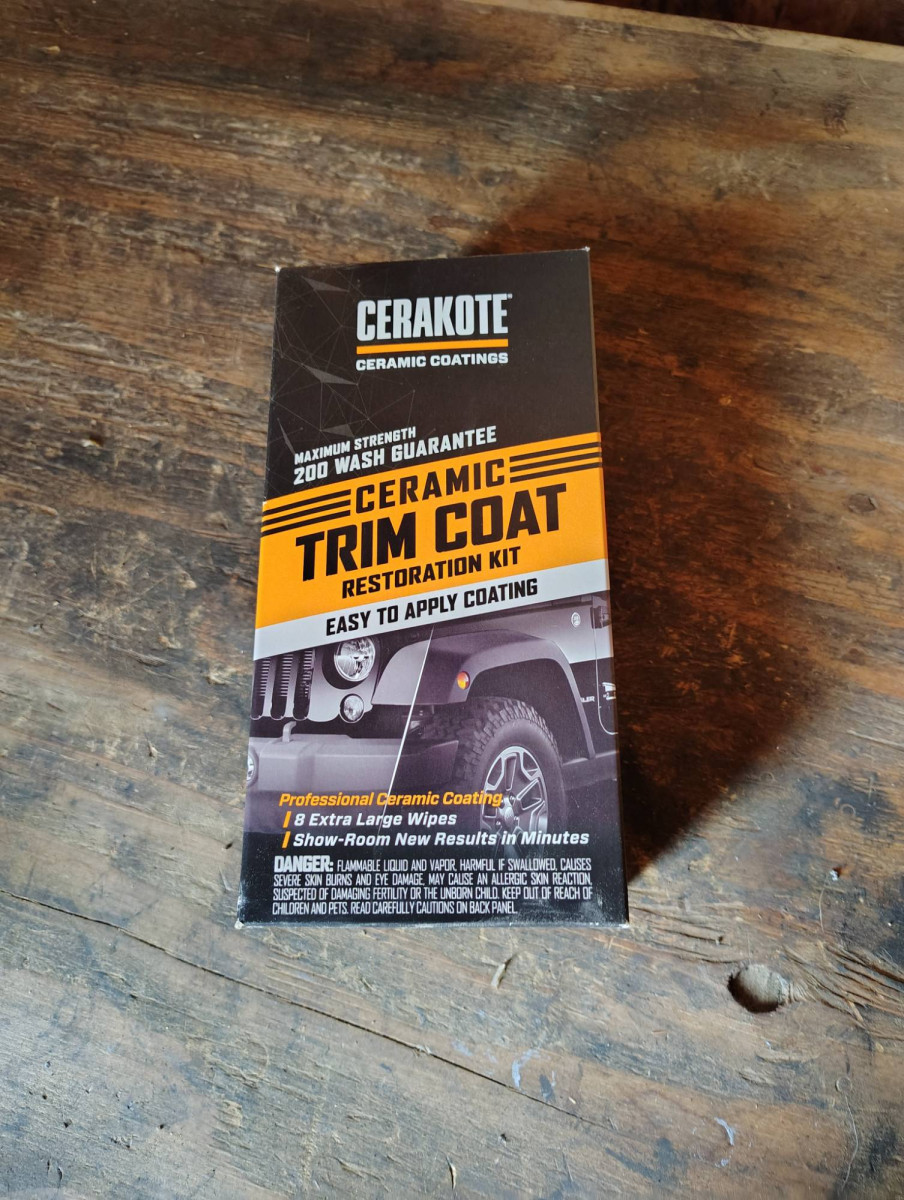 CERAKOTE®
CERAMIC COATINGS
MAXIMUM STRENGTH
200 WASH GUARANTEE
CERAMIC
TRIM COAT
RESTORATION KIT
EASY TO APPLY COATING
Professional Ceramic Coating
8 Extra Large Wipes
Show-Room New Results in Minutes
DANGER: FLAMMABLE LIQUID AND VAPOR. HARMFUL IF SWALLOWED. CAUSES
SEVERE SKIN BURNS AND EYE DAMAGE. MAY CAUSE AN ALLERGIC SKIN REACTION.
SUSPECTED OF DAMAGING FERTILITY OR THE UNBORN CHILD. KEEP OUT OF REACH OF
CHILDREN AND PETS. READ CAREFULLY CAUTIONS ON BACK PANEL.